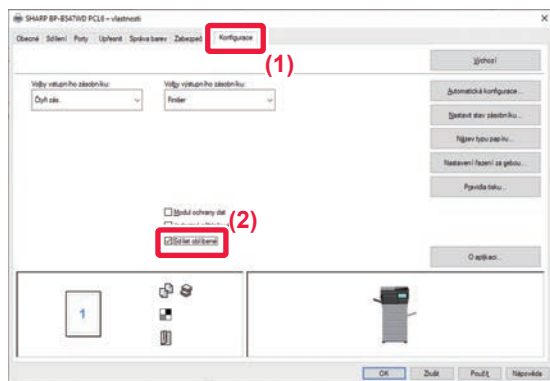 SHARP BP-B547WD PCL6 – vlastnosti
Obecné Sdílení Porty Upřesnit Správa barev Zabezpeč Konfigurace
(1)
Výchozí
Volby vstupního zásobníku:
Volby výstupního zásobníku:
Čtyři zás.
Finišer
Automatická konfigurace...
Nastavit stav zásobníku...
Název typu papíru...
Nastavení řazení za sebou...
Pravidla tisku...
Modul ochrany dat
(2)
Sdílet oblíbené
O aplikaci...
1
OK Zrušit Použít Nápověda